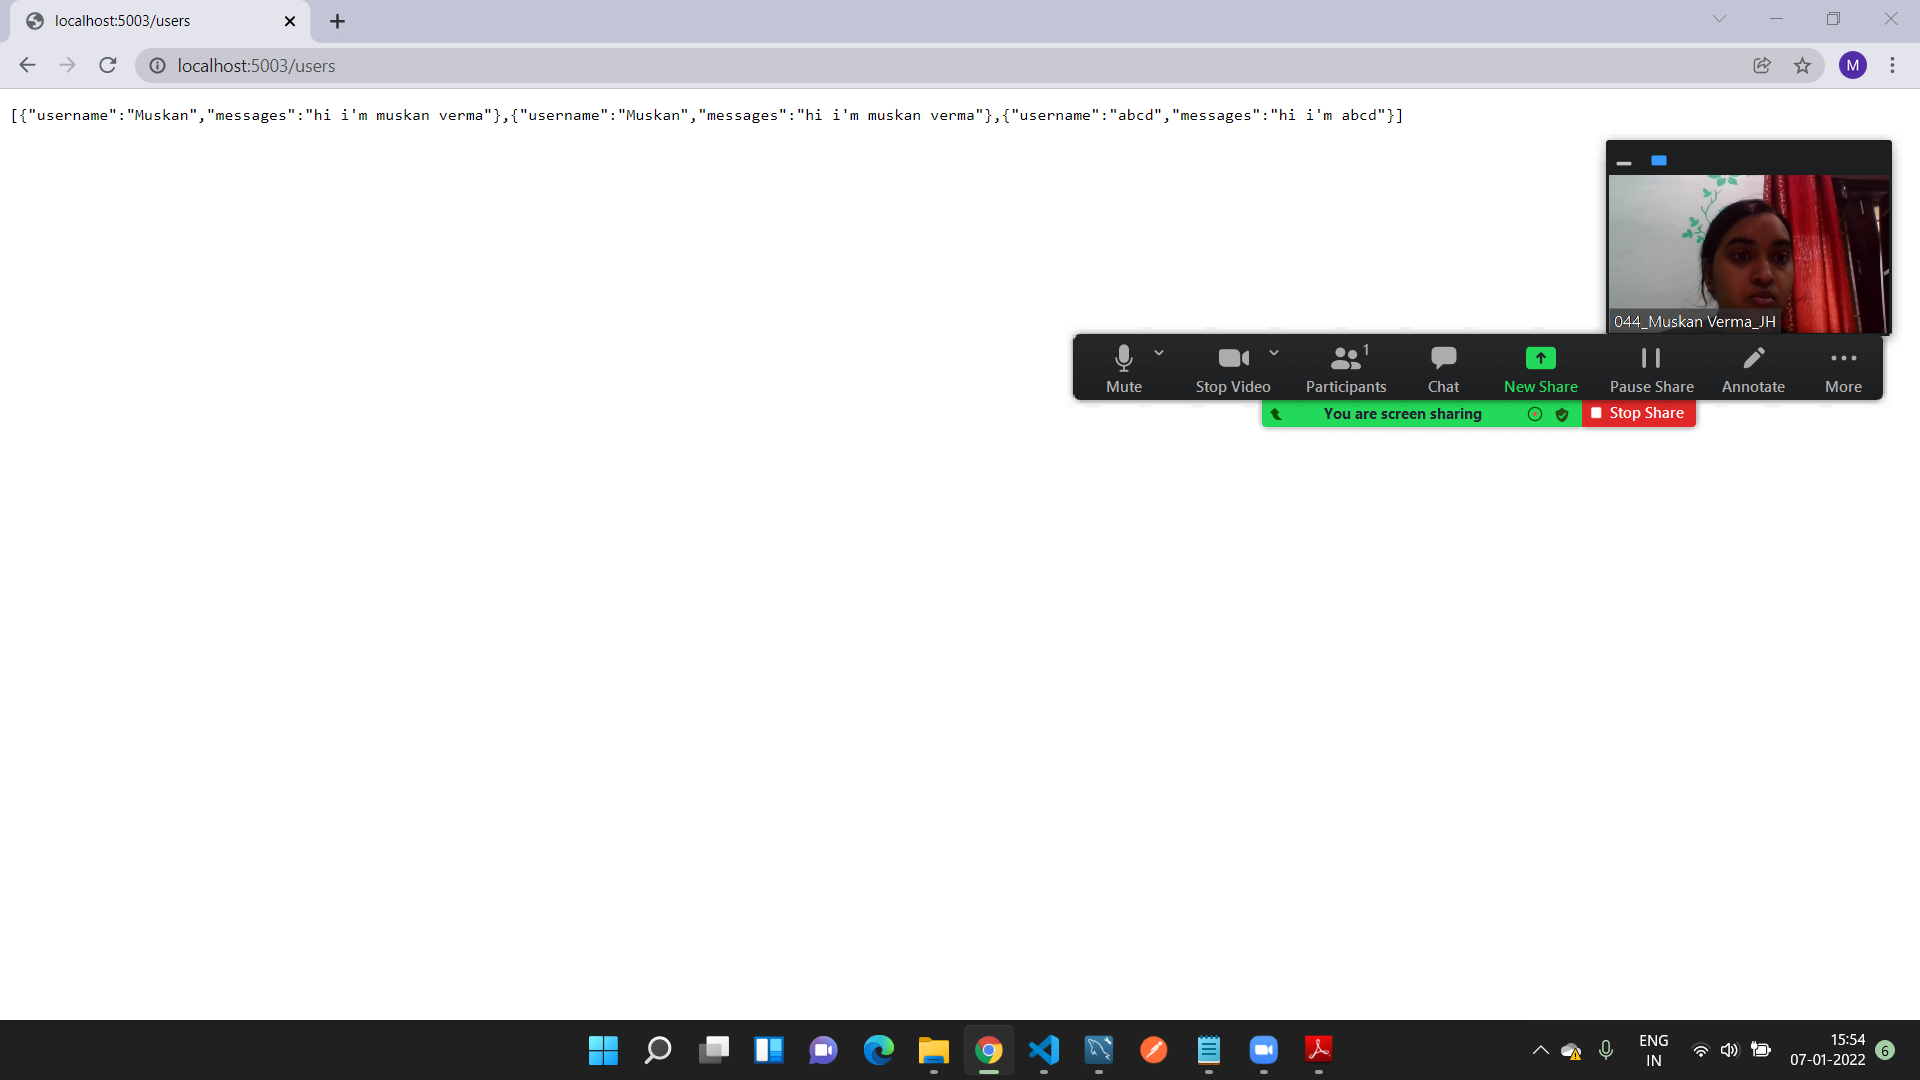 localhost:5003/users
localhost:5003/users
M
[{"username":"Muskan","messages":"hi i'm muskan verma"},{"username":"Muskan","messages":"hi i'm muskan verma"},{"username":"abcd","messages":"hi i'm abcd"}]
044_Muskan Verma_JH
1
Mute Stop Video Participants Chat New Share Pause Share Annotate More
You are screen sharing Stop Share
ENG
IN
15:54
07-01-2022
6